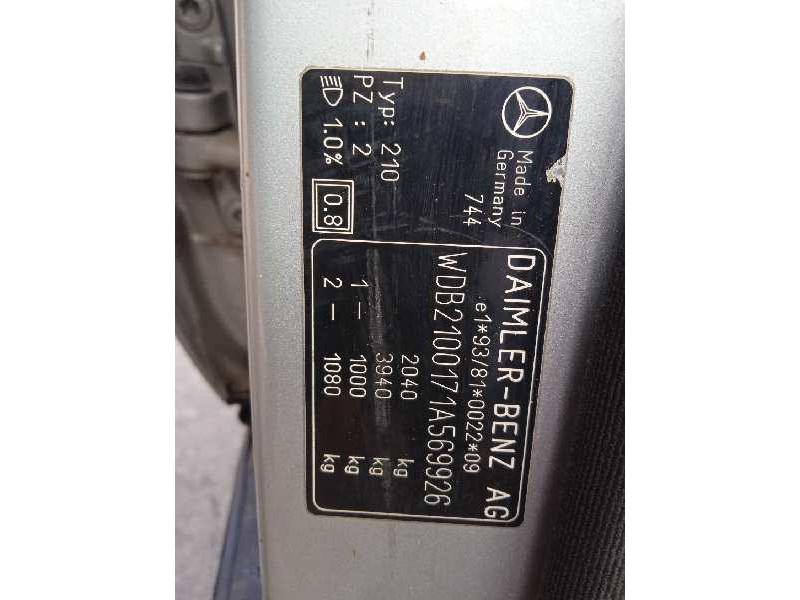 Made in
Germany
744
DAIMLER-BENZ AG
e1*93/81*0022*09
WDB2100171A569926
2040 kg
3940 kg
1– 1000 kg
2– 1080 kg
Typ: 210
PZ: 2
1.0%
0.8